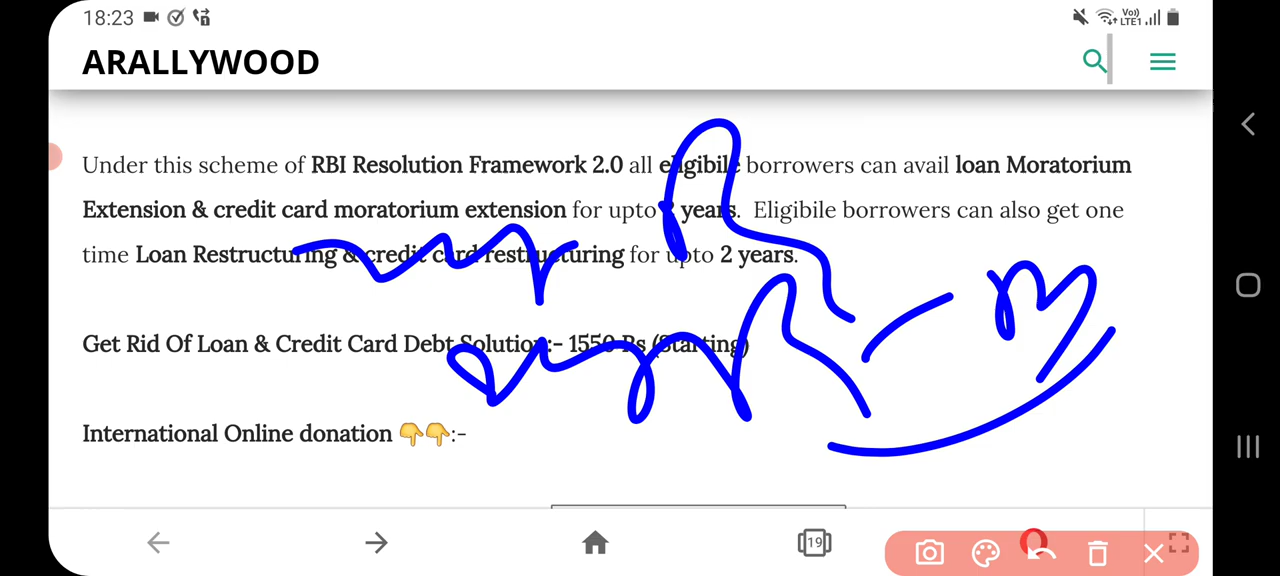 18:23 Vo) LTE1
ARALLYWOOD
Under this scheme of RBI Resolution Framework 2.0 all eligibile borrowers can avail loan Moratorium
Extension & credit card moratorium extension for upto years. Eligibile borrowers can also get one
time Loan Restructuring & credit card restructuring for upto 2 years.
Get Rid Of Loan & Credit Card Debt Solution:- 1550 Rs (Starting)
International Online donation 👇👇:-
19